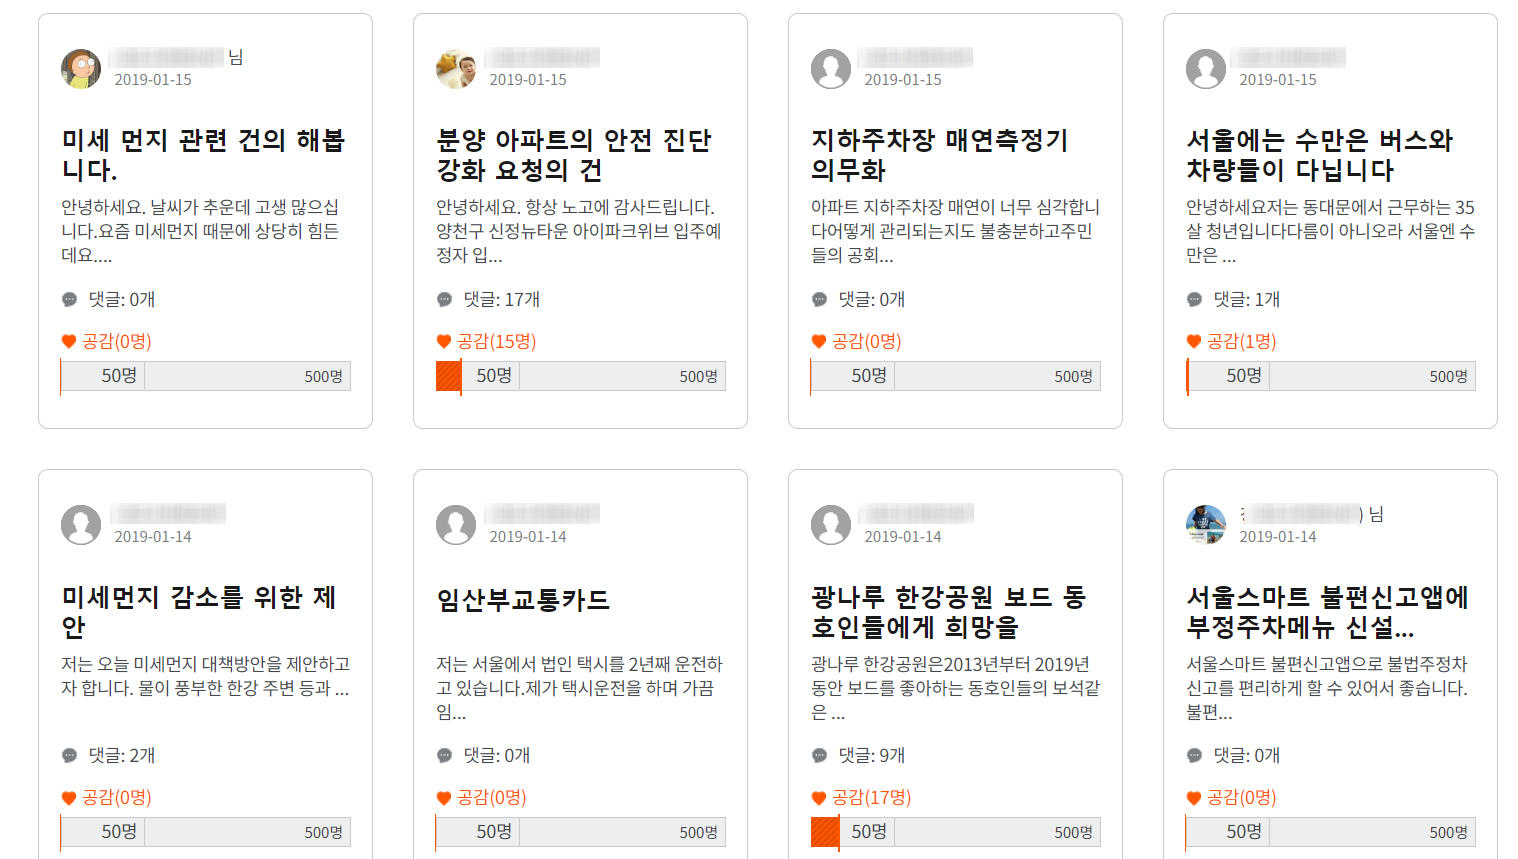 님
2019-01-15
미세 먼지 관련 건의 해봅
니다.
안녕하세요. 날씨가 추운데 고생 많으십
니다.요즘 미세먼지 때문에 상당히 힘든
데요....
댓글: 0개
공감(0명)
50명 500명
2019-01-15
분양 아파트의 안전 진단
강화 요청의 건
안녕하세요. 항상 노고에 감사드립니다.
양천구 신정뉴타운 아이파크위브 입주예
정자 입...
댓글: 17개
공감(15명)
50명 500명
2019-01-15
지하주차장 매연측정기
의무화
아파트 지하주차장 매연이 너무 심각합니
다어떻게 관리되는지도 불충분하고주민
들의 공회...
댓글: 0개
공감(0명)
50명 500명
2019-01-15
서울에는 수만은 버스와
차량들이 다닙니다
안녕하세요저는 동대문에서 근무하는 35
살 청년입니다다름이 아니오라 서울엔 수
만은 ...
댓글: 1개
공감(1명)
50명 500명
2019-01-14
미세먼지 감소를 위한 제
안
저는 오늘 미세먼지 대책방안을 제안하고
자 합니다. 물이 풍부한 한강 주변 등과 ...
댓글: 2개
공감(0명)
50명 500명
2019-01-14
임산부교통카드
저는 서울에서 법인 택시를 2년째 운전하
고 있습니다.제가 택시운전을 하며 가끔
임...
댓글: 0개
공감(0명)
50명 500명
2019-01-14
광나루 한강공원 보드 동
호인들에게 희망을
광나루 한강공원은2013년부터 2019년
동안 보드를 좋아하는 동호인들의 보석같
은 ...
댓글: 9개
공감(17명)
50명 500명
) 님
2019-01-14
서울스마트 불편신고앱에
부정주차메뉴 신설...
서울스마트 불편신고앱으로 불법주정차
신고를 편리하게 할 수 있어서 좋습니다.
불편...
댓글: 0개
공감(0명)
50명 500명